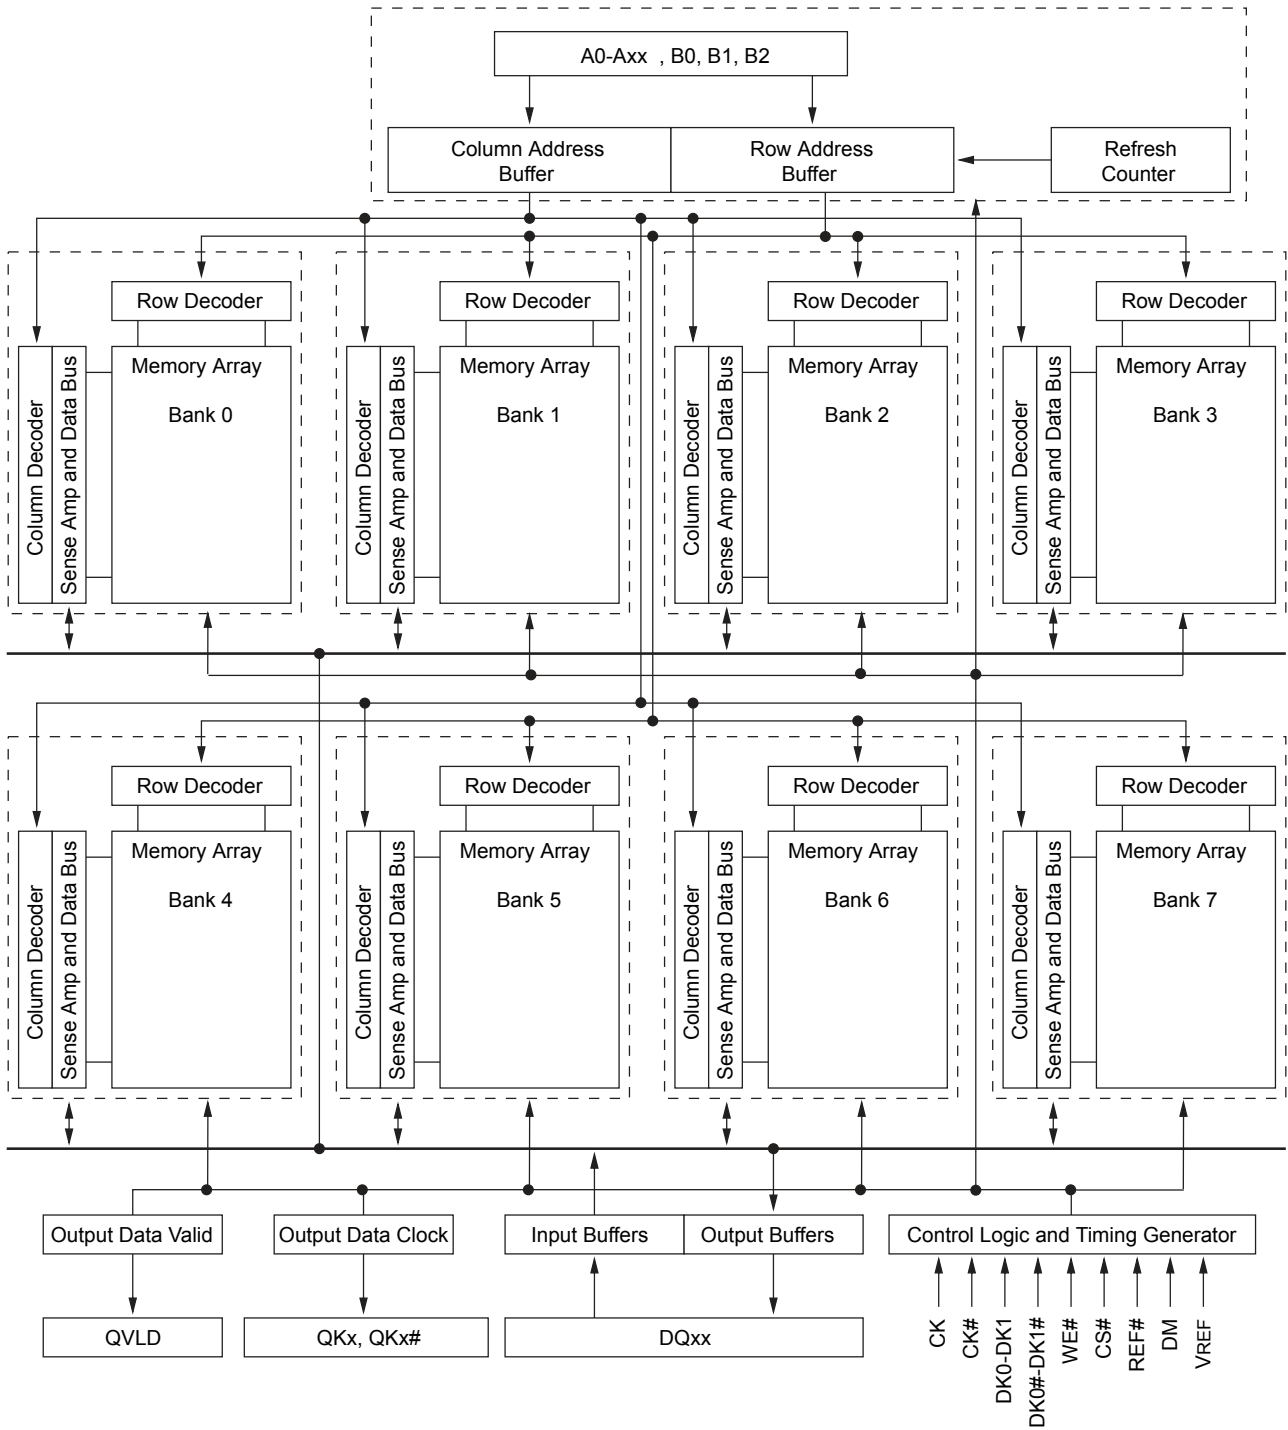 A0-Axx , B0, B1, B2
Column Address
Buffer
Row Address
Buffer
Refresh
Counter
Row Decoder
Row Decoder
Row Decoder
Row Decoder
Column Decoder
Sense Amp and Data Bus
Memory Array
Bank 0
Column Decoder
Sense Amp and Data Bus
Memory Array
Bank 1
Column Decoder
Sense Amp and Data Bus
Memory Array
Bank 2
Column Decoder
Sense Amp and Data Bus
Memory Array
Bank 3
Row Decoder
Row Decoder
Row Decoder
Row Decoder
Column Decoder
Sense Amp and Data Bus
Memory Array
Bank 4
Column Decoder
Sense Amp and Data Bus
Memory Array
Bank 5
Column Decoder
Sense Amp and Data Bus
Memory Array
Bank 6
Column Decoder
Sense Amp and Data Bus
Memory Array
Bank 7
Output Data Valid
Output Data Clock
Input Buffers
Output Buffers
Control Logic and Timing Generator
QVLD
QKx, QKx#
DQxx
CK
CK#
DK0-DK1
DK0#-DK1#
WE#
CS#
REF#
DM
VREF